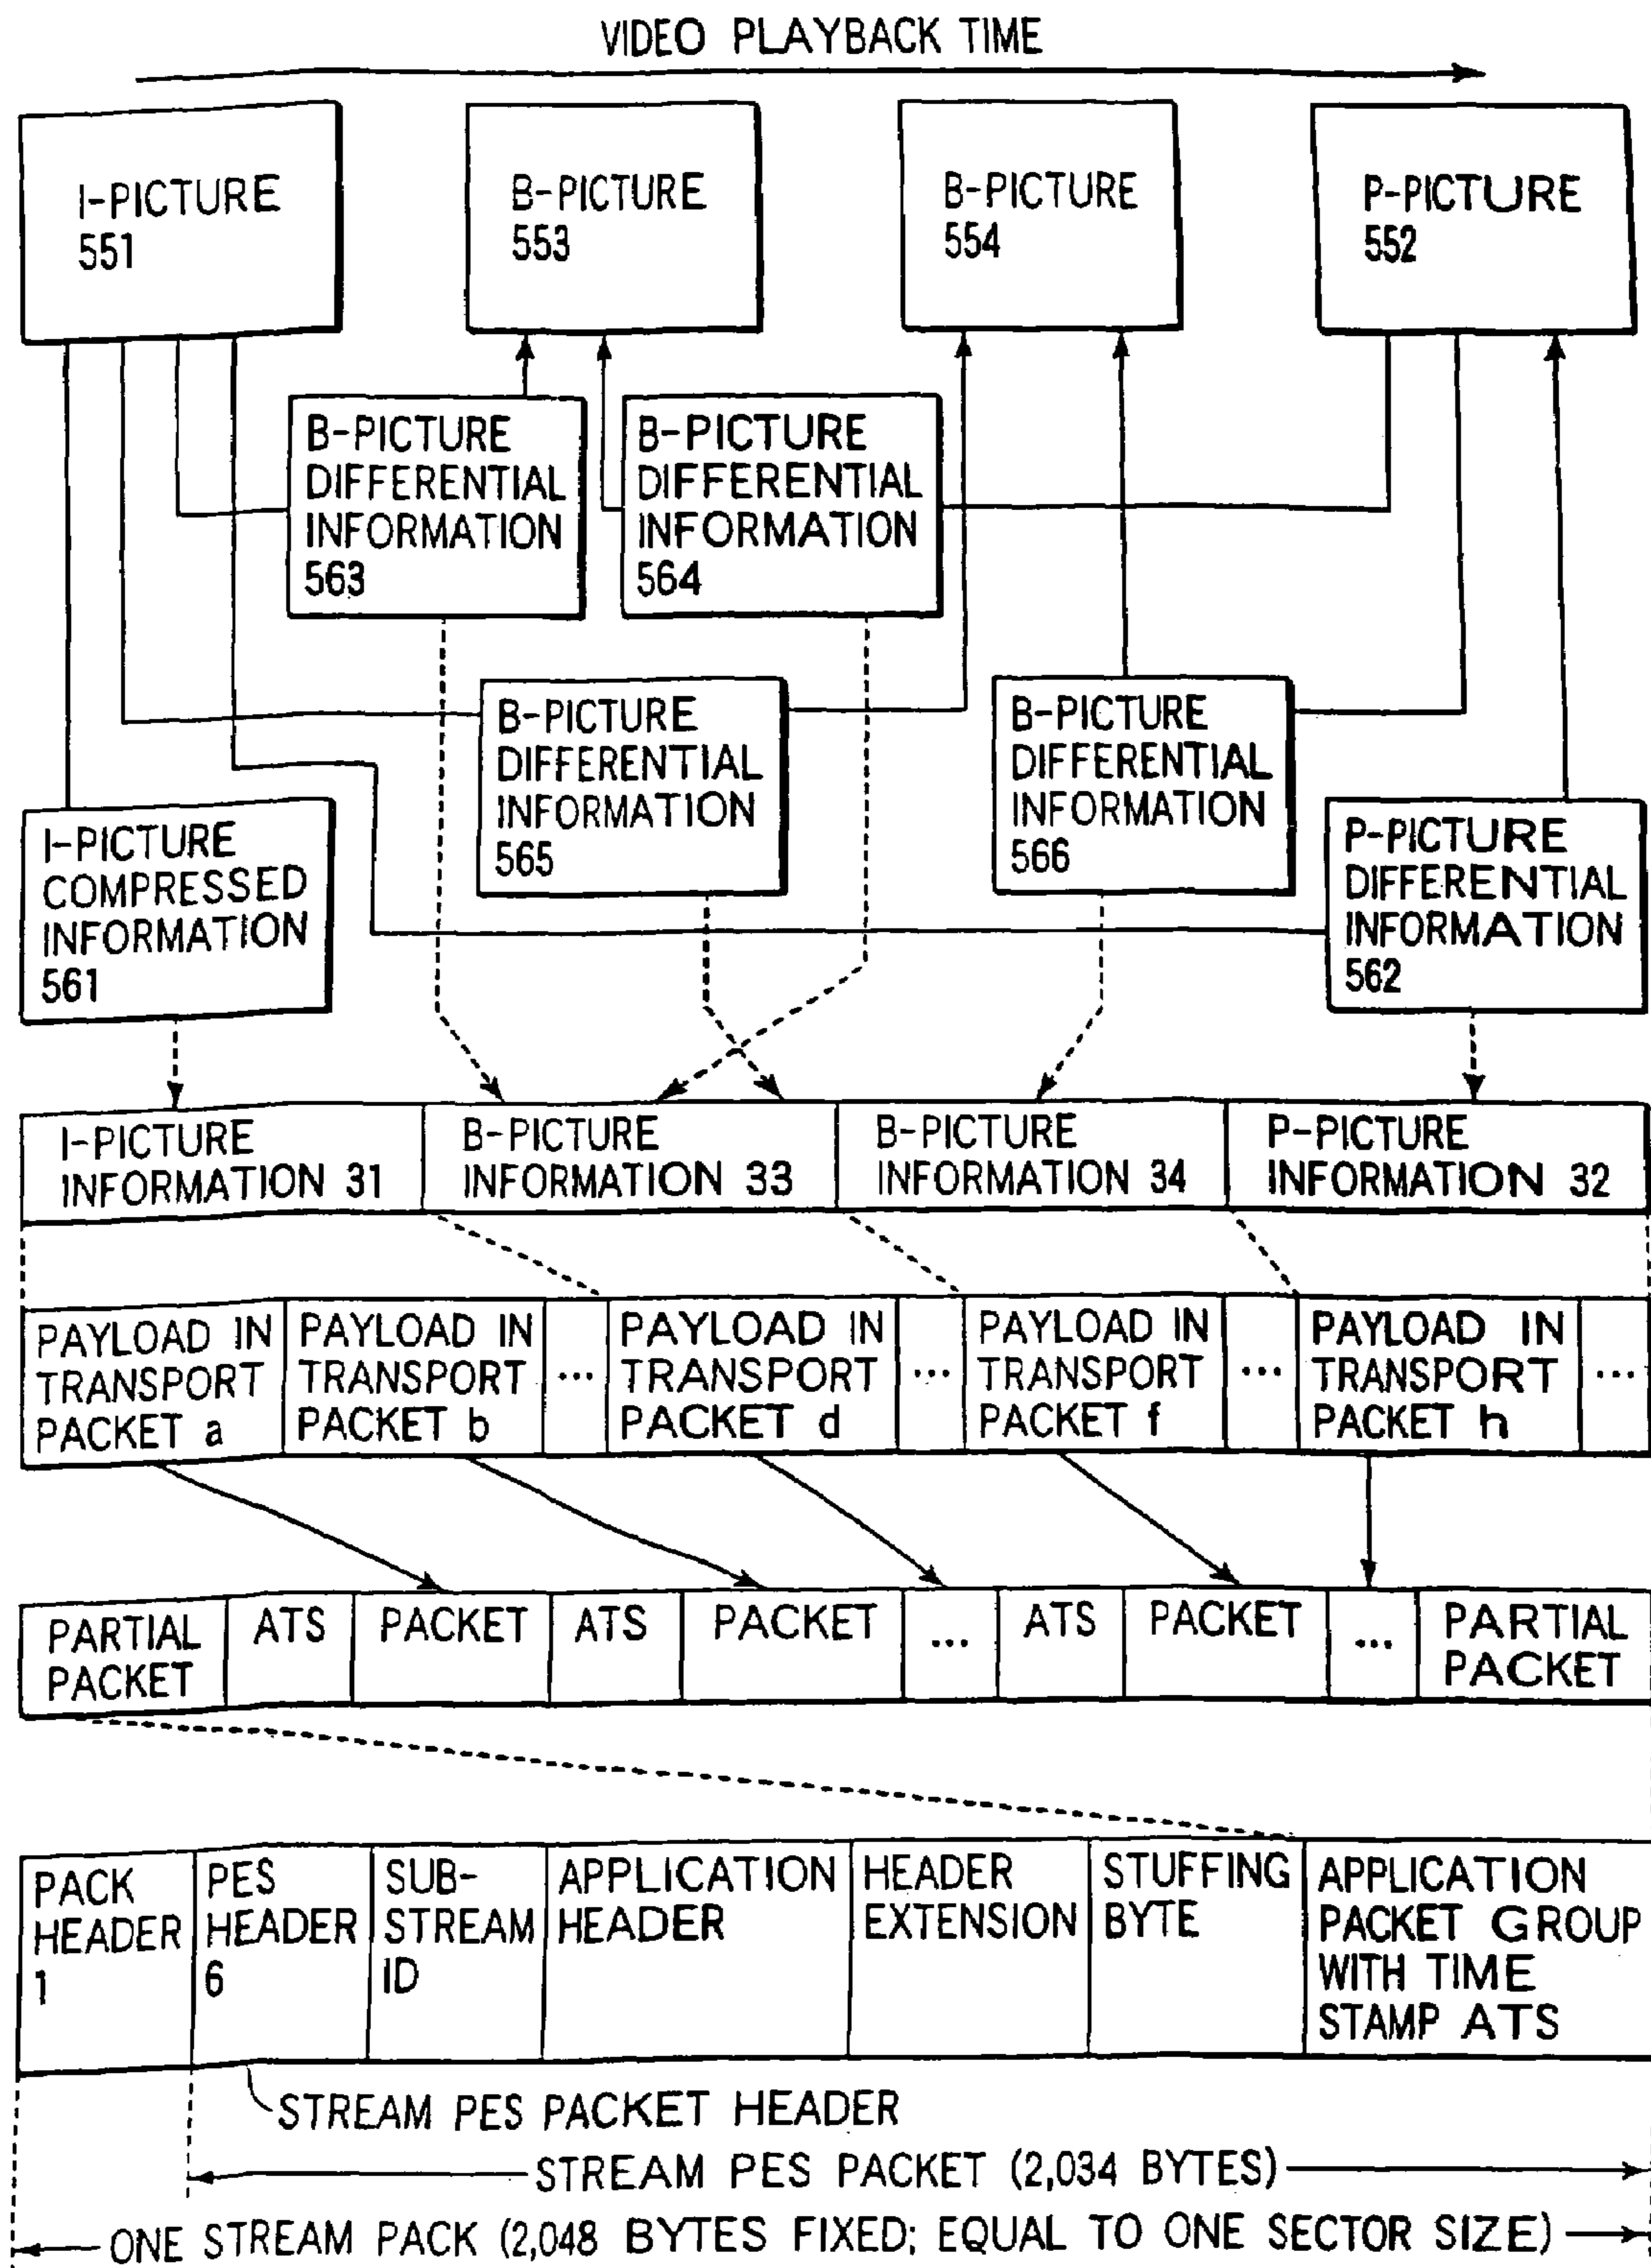 VIDEO PLAYBACK TIME
I-PICTURE
551
B-PICTURE
553
B-PICTURE
554
P-PICTURE
552
B-PICTURE
DIFFERENTIAL
INFORMATION
563
B-PICTURE
DIFFERENTIAL
INFORMATION
564
B-PICTURE
DIFFERENTIAL
INFORMATION
565
B-PICTURE
DIFFERENTIAL
INFORMATION
566
I-PICTURE
COMPRESSED
INFORMATION
561
P-PICTURE
DIFFERENTIAL
INFORMATION
562
I-PICTURE
INFORMATION 31
B-PICTURE
INFORMATION 33
B-PICTURE
INFORMATION 34
P-PICTURE
INFORMATION 32
PAYLOAD IN
TRANSPORT
PACKET a
PAYLOAD IN
TRANSPORT
PACKET b
...
PAYLOAD IN
TRANSPORT
PACKET d
...
PAYLOAD IN
TRANSPORT
PACKET f
...
PAYLOAD IN
TRANSPORT
PACKET h
...
PARTIAL
PACKET
ATS
PACKET
ATS
PACKET
...
ATS
PACKET
...
PARTIAL
PACKET
PACK
HEADER
1
PES
HEADER
6
SUB-
STREAM
ID
APPLICATION
HEADER
HEADER
EXTENSION
STUFFING
BYTE
APPLICATION
PACKET GROUP
WITH TIME
STAMP ATS
STREAM PES PACKET HEADER
STREAM PES PACKET (2,034 BYTES)
ONE STREAM PACK (2,048 BYTES FIXED; EQUAL TO ONE SECTOR SIZE)